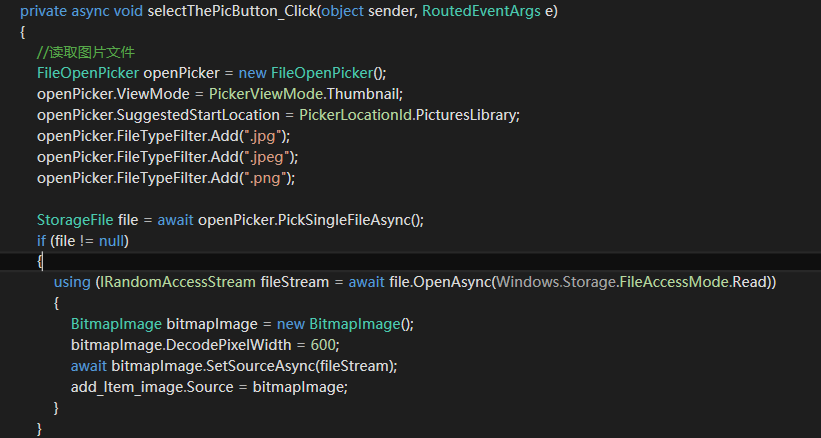 private async void selectThePicButton_Click(object sender, RoutedEventArgs e)
{
//读取图片文件
FileOpenPicker openPicker = new FileOpenPicker();
openPicker.ViewMode = PickerViewMode.Thumbnail;
openPicker.SuggestedStartLocation = PickerLocationId.PicturesLibrary;
openPicker.FileTypeFilter.Add(".jpg");
openPicker.FileTypeFilter.Add(".jpeg");
openPicker.FileTypeFilter.Add(".png");
StorageFile file = await openPicker.PickSingleFileAsync();
if (file != null)
{
using (IRandomAccessStream fileStream = await file.OpenAsync(Windows.Storage.FileAccessMode.Read))
{
BitmapImage bitmapImage = new BitmapImage();
bitmapImage.DecodePixelWidth = 600;
await bitmapImage.SetSourceAsync(fileStream);
add_Item_image.Source = bitmapImage;
}
}